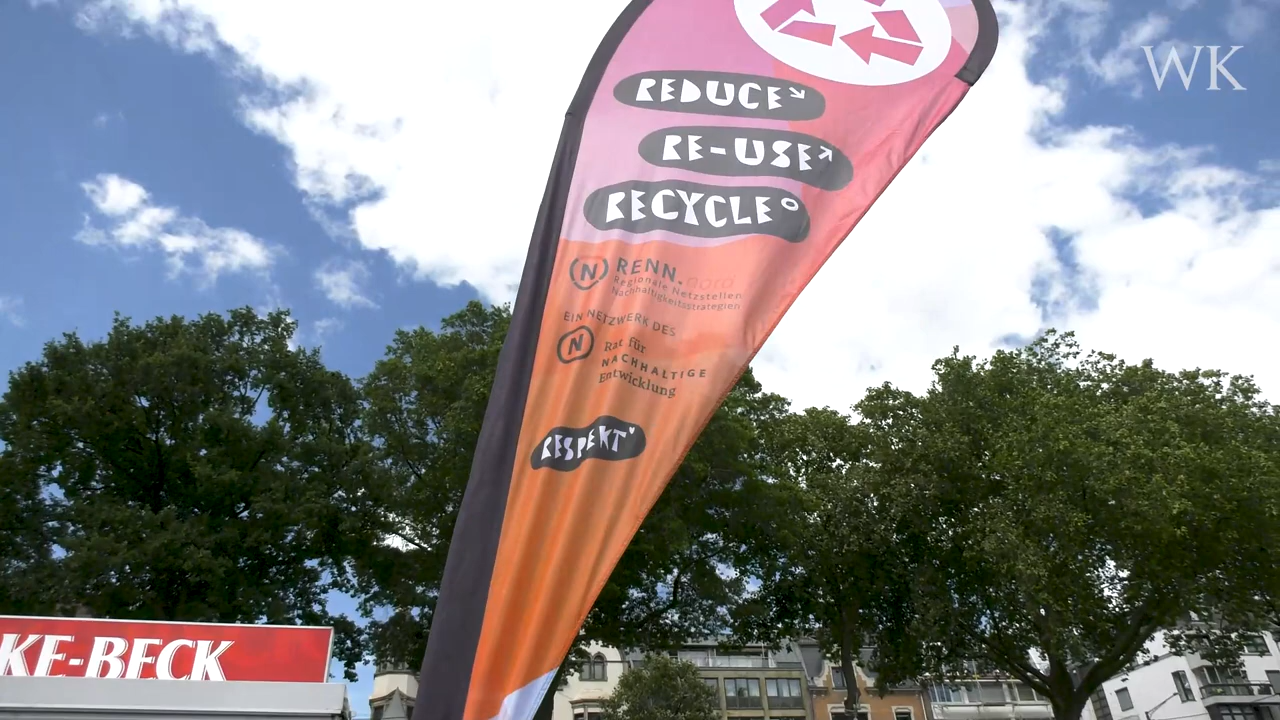 WK
REDUCE
RE-USE
RECYCLE
N RENN.nord
Regionale Netzstellen
Nachhaltigkeitsstrategien
EIN NETZWERK DES
N Rat für
NACHHALTIGE
Entwicklung
RESPEKT
KE-BECK